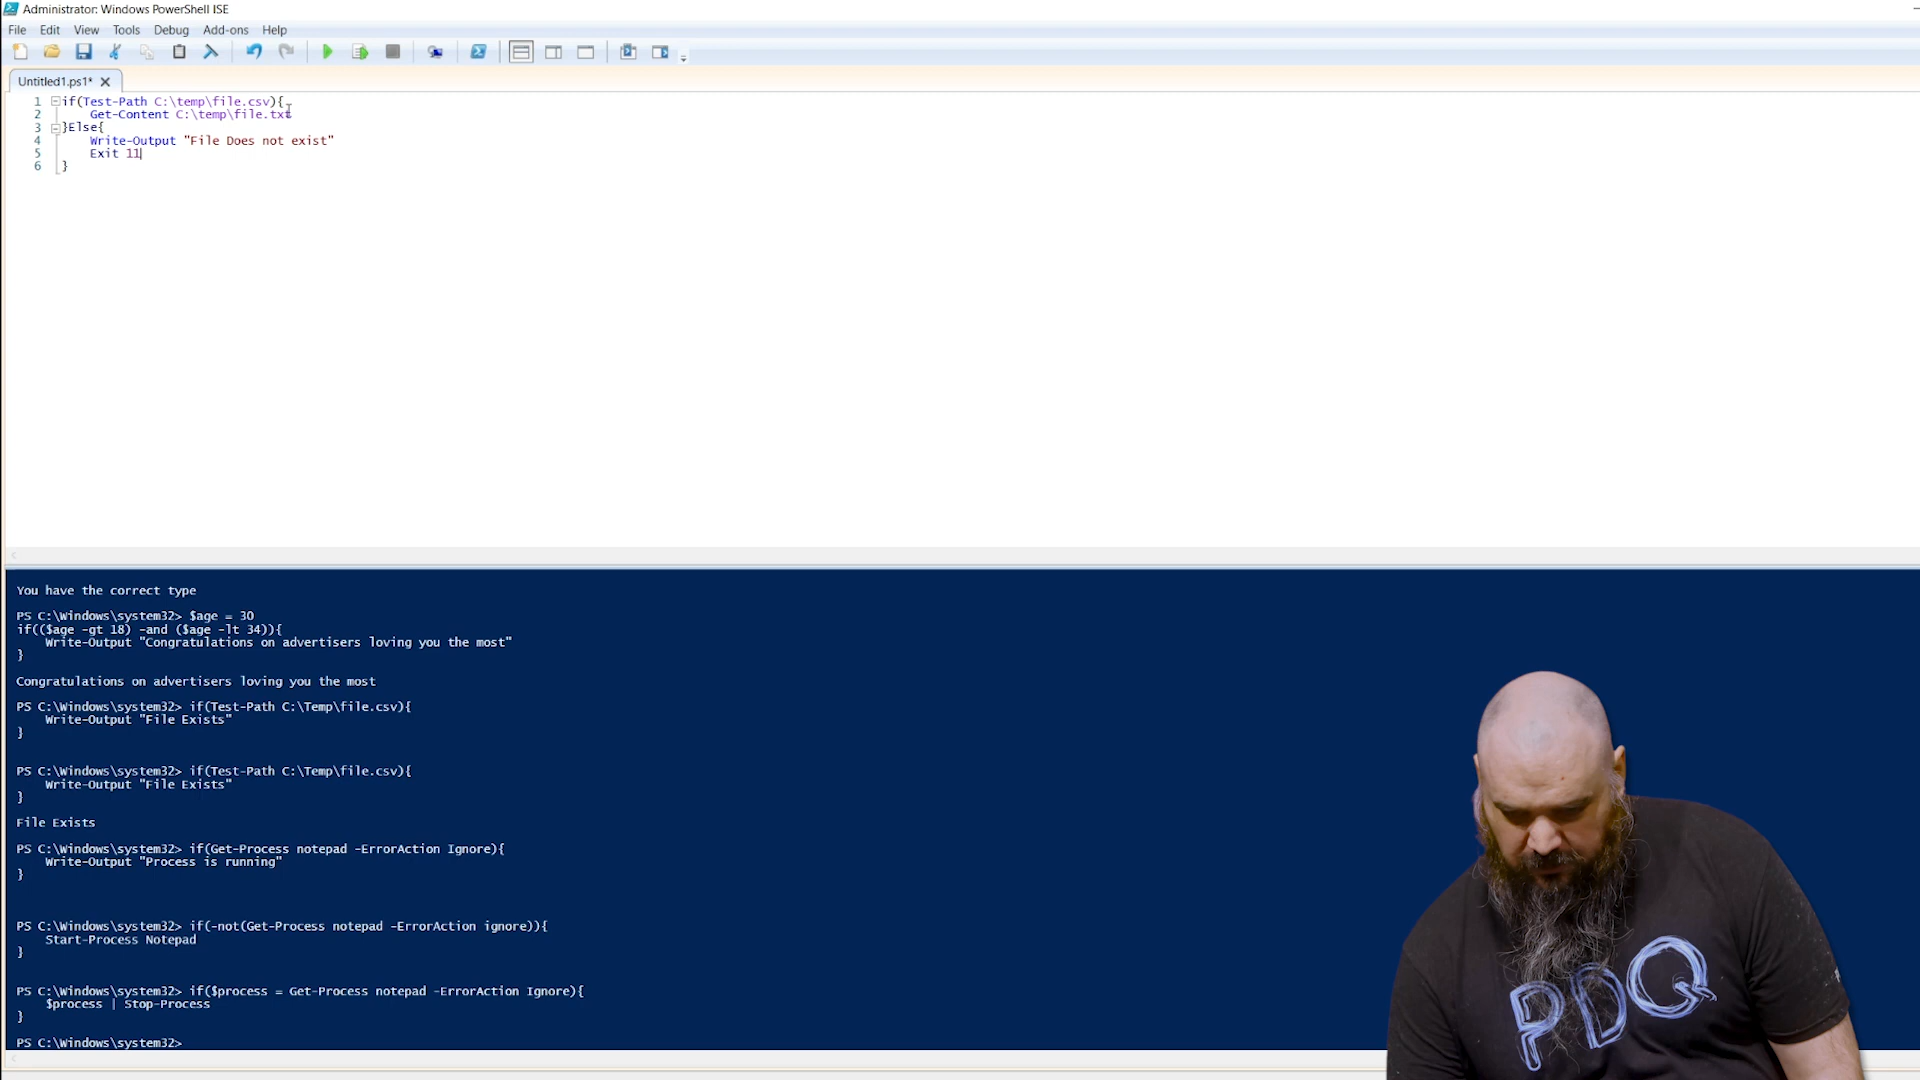 Administrator: Windows PowerShell ISE
File Edit View Tools Debug Add-ons Help
Untitled1.ps1*
1 if(Test-Path C:\temp\file.csv){
2 Get-Content C:\temp\file.txt
3 }Else{
4 Write-Output "File Does not exist"
5 Exit 11
6 }
You have the correct type
PS C:\Windows\system32> $age = 30
if(($age -gt 18) -and ($age -lt 34)){
Write-Output "Congratulations on advertisers loving you the most"
}
Congratulations on advertisers loving you the most
PS C:\Windows\system32> if(Test-Path C:\Temp\file.csv){
Write-Output "File Exists"
}
PS C:\Windows\system32> if(Test-Path C:\Temp\file.csv){
Write-Output "File Exists"
}
File Exists
PS C:\Windows\system32> if(Get-Process notepad -ErrorAction Ignore){
Write-Output "Process is running"
}
PS C:\Windows\system32> if(-not(Get-Process notepad -ErrorAction ignore)){
Start-Process Notepad
}
PS C:\Windows\system32> if($process = Get-Process notepad -ErrorAction Ignore){
$process | Stop-Process
}
PS C:\Windows\system32>
PDQ